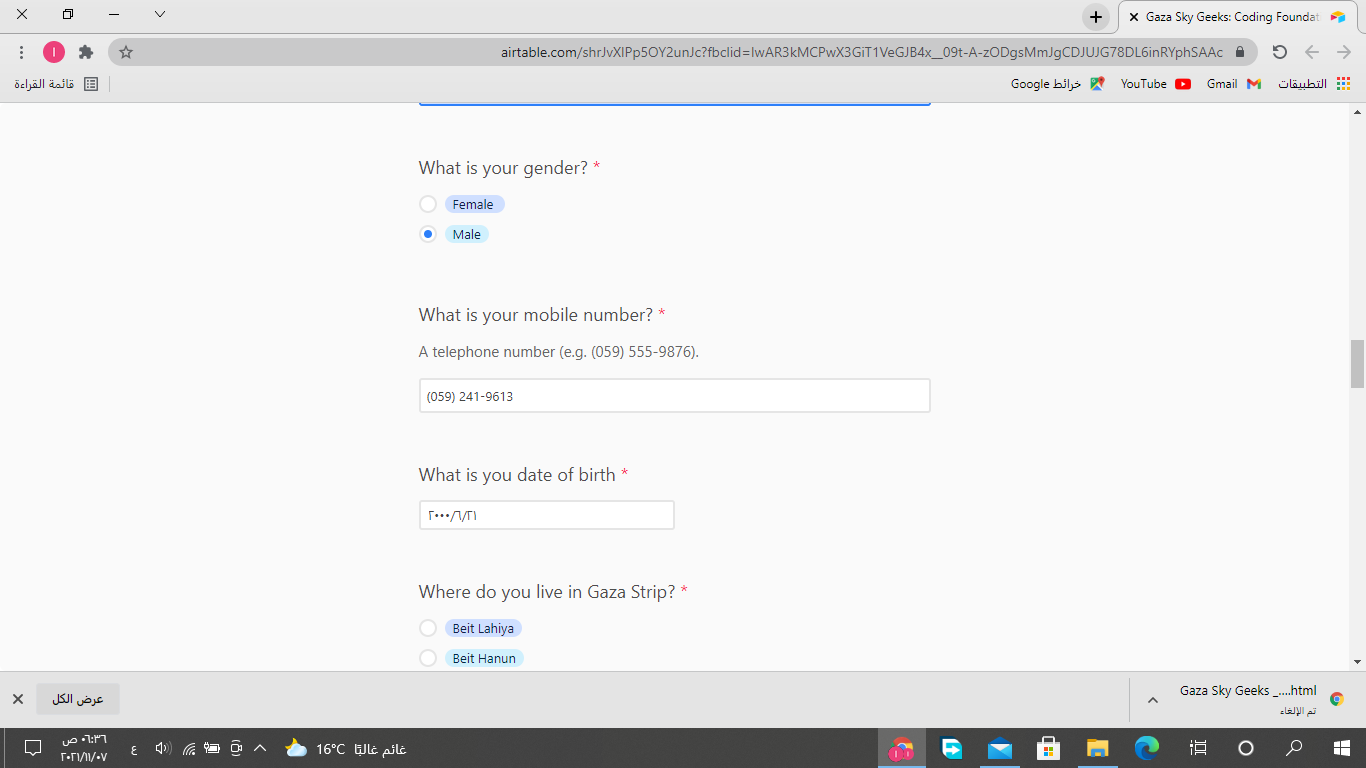 Gaza Sky Geeks: Coding Foundat
airtable.com/shrJvXIPp5OY2unJc?fbclid=IwAR3kMCPwX3GiT1VeGJB4x__09t-A-zODgsMmJgCDJUJG78DL6inRYphSAAc
I
التطبيقات
Gmail
YouTube
خرائط Google
قائمة القراءة
What is your gender? *
Female
Male
What is your mobile number? *
A telephone number (e.g. (059) 555-9876).
(059) 241-9613
What is you date of birth *
٢٠٠٠/٦/٢١
Where do you live in Gaza Strip? *
Beit Lahiya
Beit Hanun
Gaza Sky Geeks _....html
تم الإلغاء
عرض الكل
غائم غالبًا 16°C
ع
٠٦:٣٦ ص
٢٠٢١/١١/٠٧